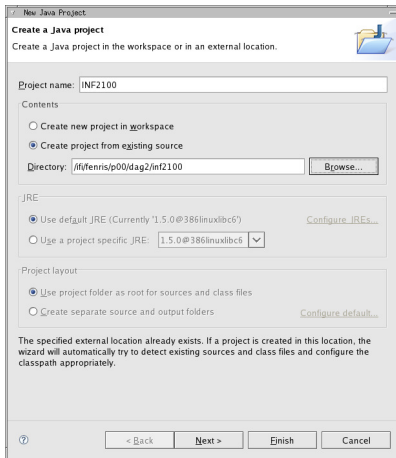 New Java Project
Create a Java project
Create a Java project in the workspace or in an external location.
Project name: INF2100
Contents
Create new project in workspace
Create project from existing source
Directory: /ifi/fenris/p00/dag2/inf2100 Browse...
JRE
Use default JRE (Currently '1.5.0@386linuxlibc6') Configure JREs...
Use a project specific JRE: 1.5.0@386linuxlibc6
Project layout
Use project folder as root for sources and class files
Create separate source and output folders Configure default...
The specified external location already exists. If a project is created in this location, the
wizard will automatically try to detect existing sources and class files and configure the
classpath appropriately.
? < Back Next > Finish Cancel